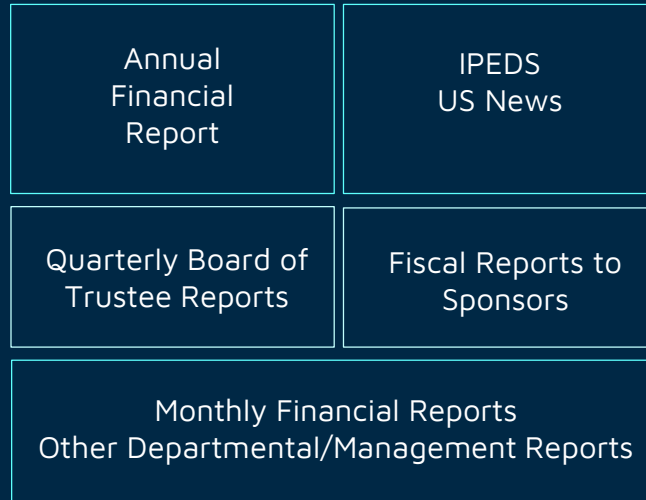 Annual
Financial
Report
IPEDS
US News
Quarterly Board of
Trustee Reports
Fiscal Reports to
Sponsors
Monthly Financial Reports
Other Departmental/Management Reports